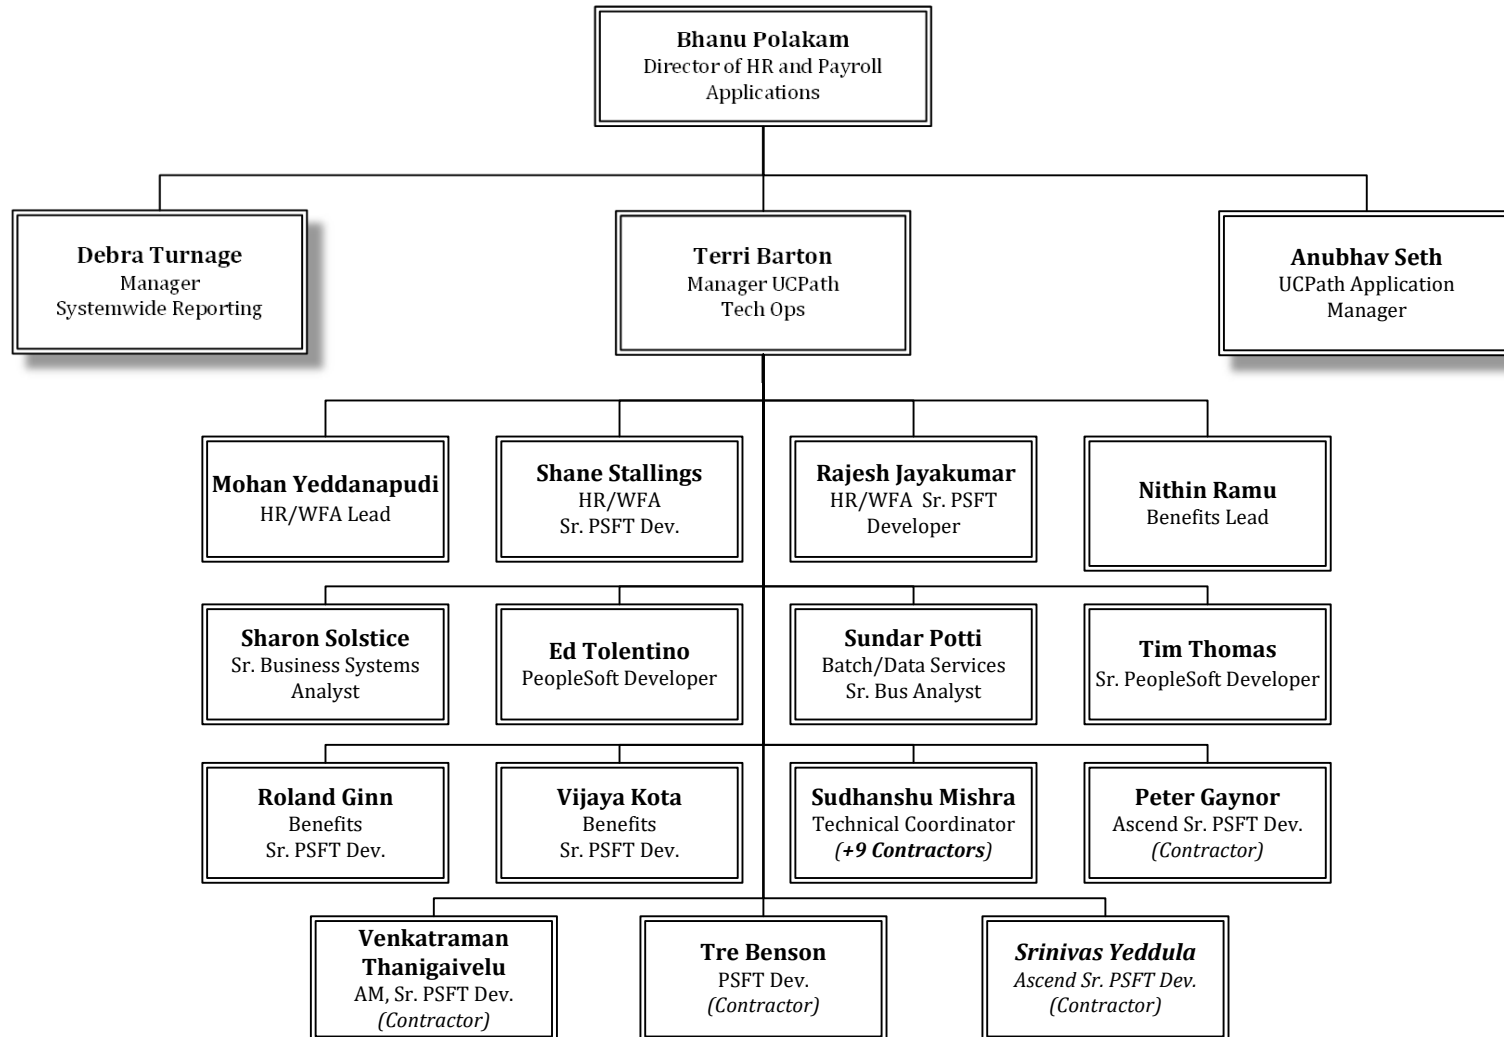 Bhanu Polakam
Director of HR and Payroll
Applications
Debra Turnage
Manager
Systemwide Reporting
Terri Barton
Manager UCPath
Tech Ops
Anubhav Seth
UCPath Application
Manager
Mohan Yeddanapudi
HR/WFA Lead
Shane Stallings
HR/WFA
Sr. PSFT Dev.
Rajesh Jayakumar
HR/WFA Sr. PSFT
Developer
Nithin Ramu
Benefits Lead
Sharon Solstice
Sr. Business Systems
Analyst
Ed Tolentino
PeopleSoft Developer
Sundar Potti
Batch/Data Services
Sr. Bus Analyst
Tim Thomas
Sr. PeopleSoft Developer
Roland Ginn
Benefits
Sr. PSFT Dev.
Vijaya Kota
Benefits
Sr. PSFT Dev.
Sudhanshu Mishra
Technical Coordinator
(+9 Contractors)
Peter Gaynor
Ascend Sr. PSFT Dev.
(Contractor)
Venkatraman
Thanigaivelu
AM, Sr. PSFT Dev.
(Contractor)
Tre Benson
PSFT Dev.
(Contractor)
Srinivas Yeddula
Ascend Sr. PSFT Dev.
(Contractor)